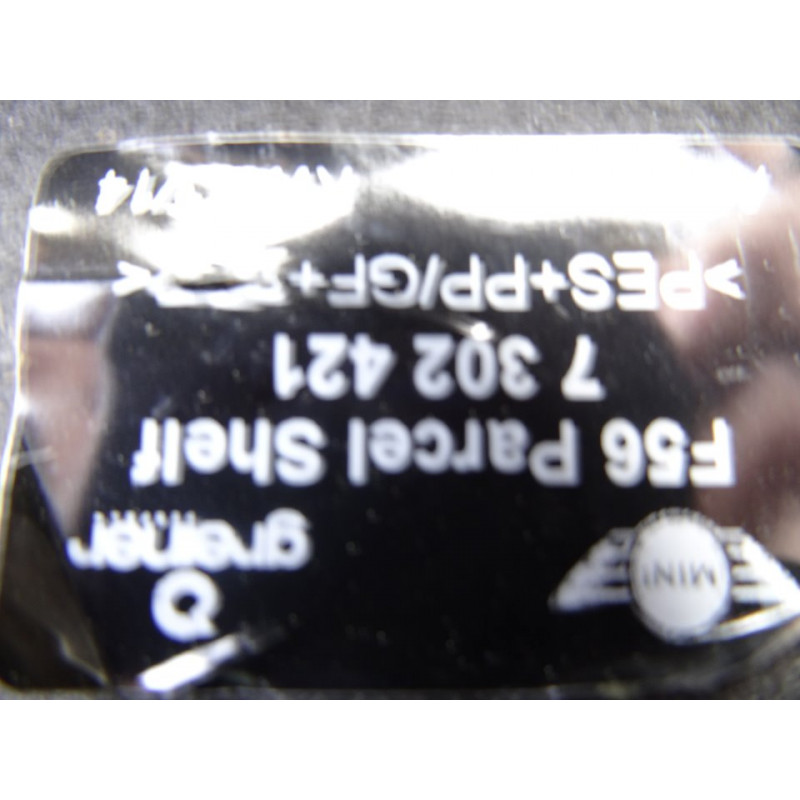 MINI
greiner
F56 Parcel Shelf
7 302 421
>PES+PP/GF+